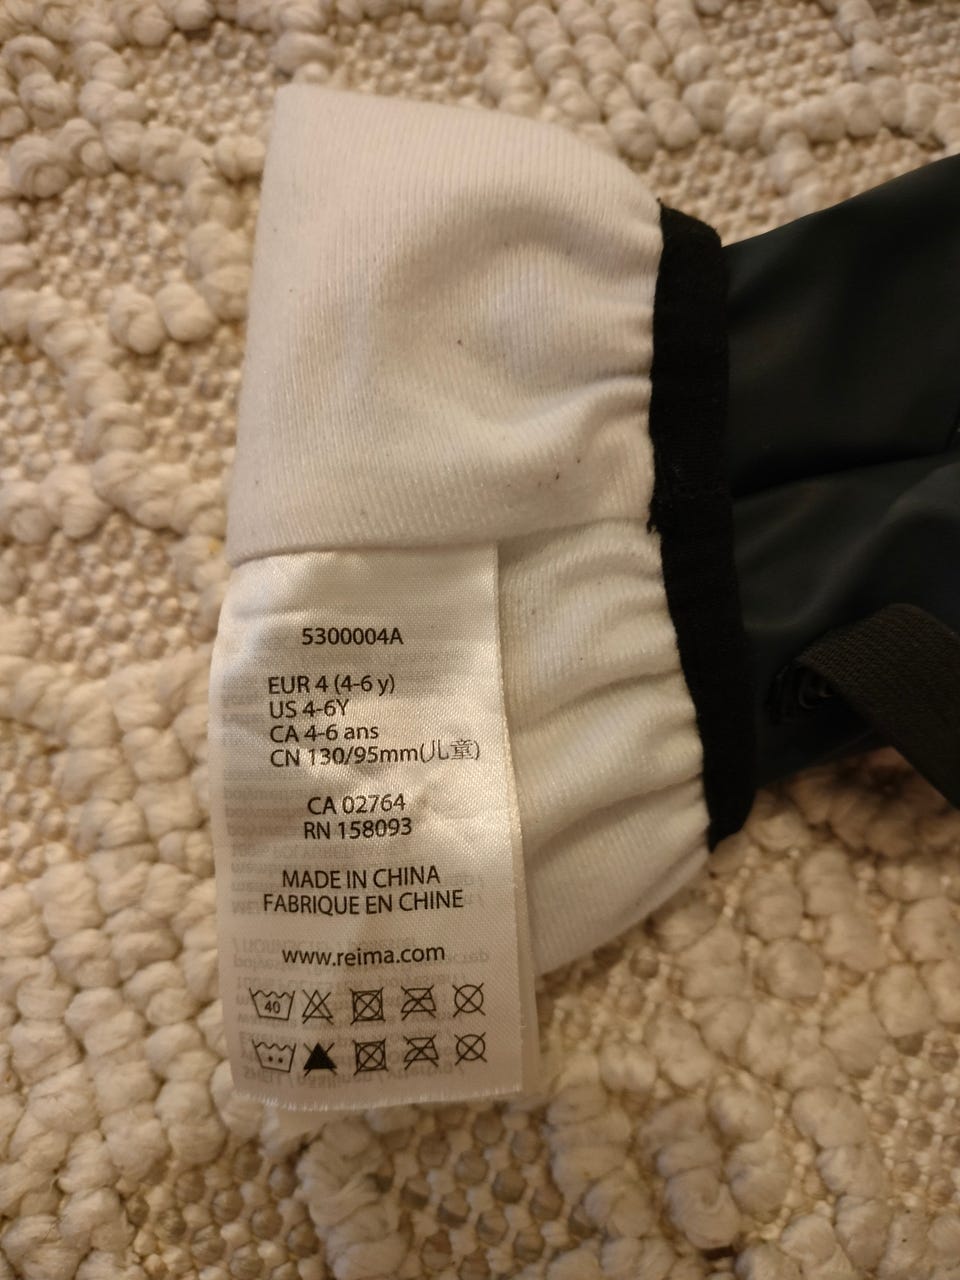 5300004A
EUR 4 (4-6 y)
US 4-6Y
CA 4-6 ans
CN 130/95mm(儿童)
CA 02764
RN 158093
MADE IN CHINA
FABRIQUE EN CHINE
www.reima.com
40